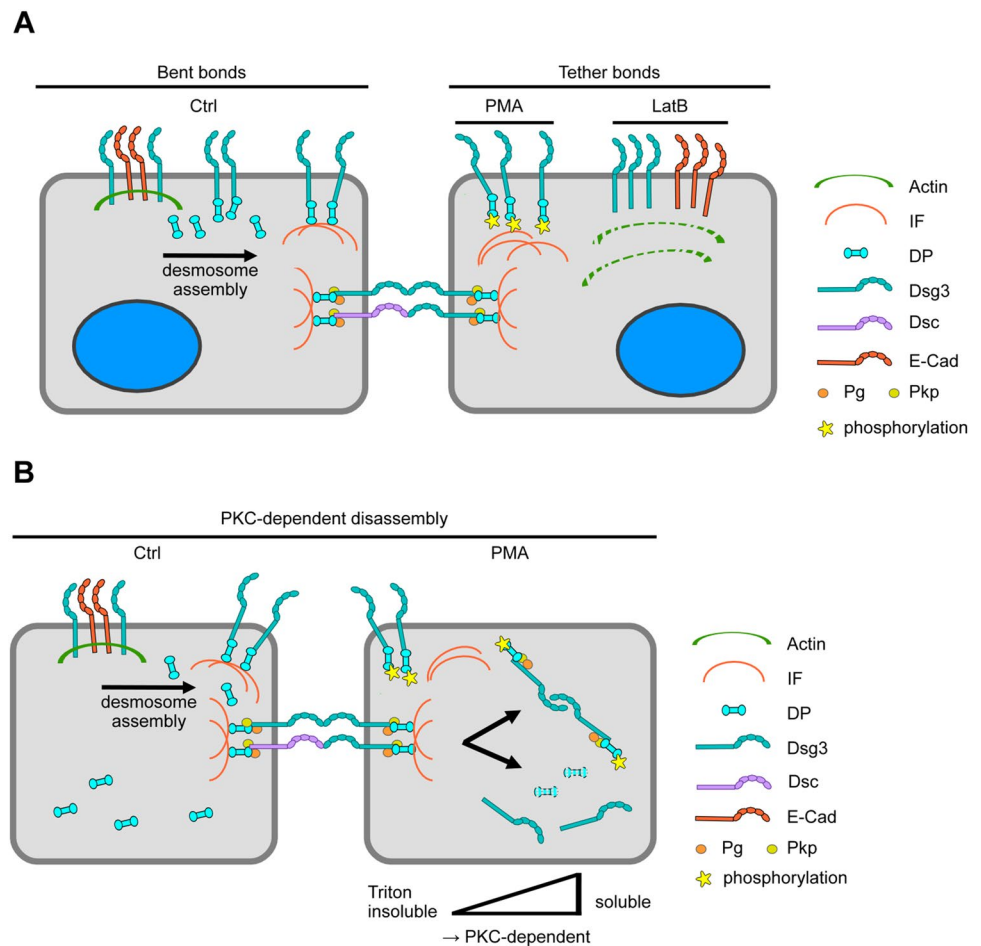 A
Bent bonds
Tether bonds
Ctrl
PMA
LatB
desmosome
assembly
Actin
IF
DP
Dsg3
Dsc
E-Cad
Pg
Pkp
phosphorylation
B
PKC-dependent disassembly
Ctrl
PMA
desmosome
assembly
Actin
IF
DP
Dsg3
Dsc
E-Cad
Pg
Pkp
phosphorylation
Triton
insoluble
soluble
→ PKC-dependent